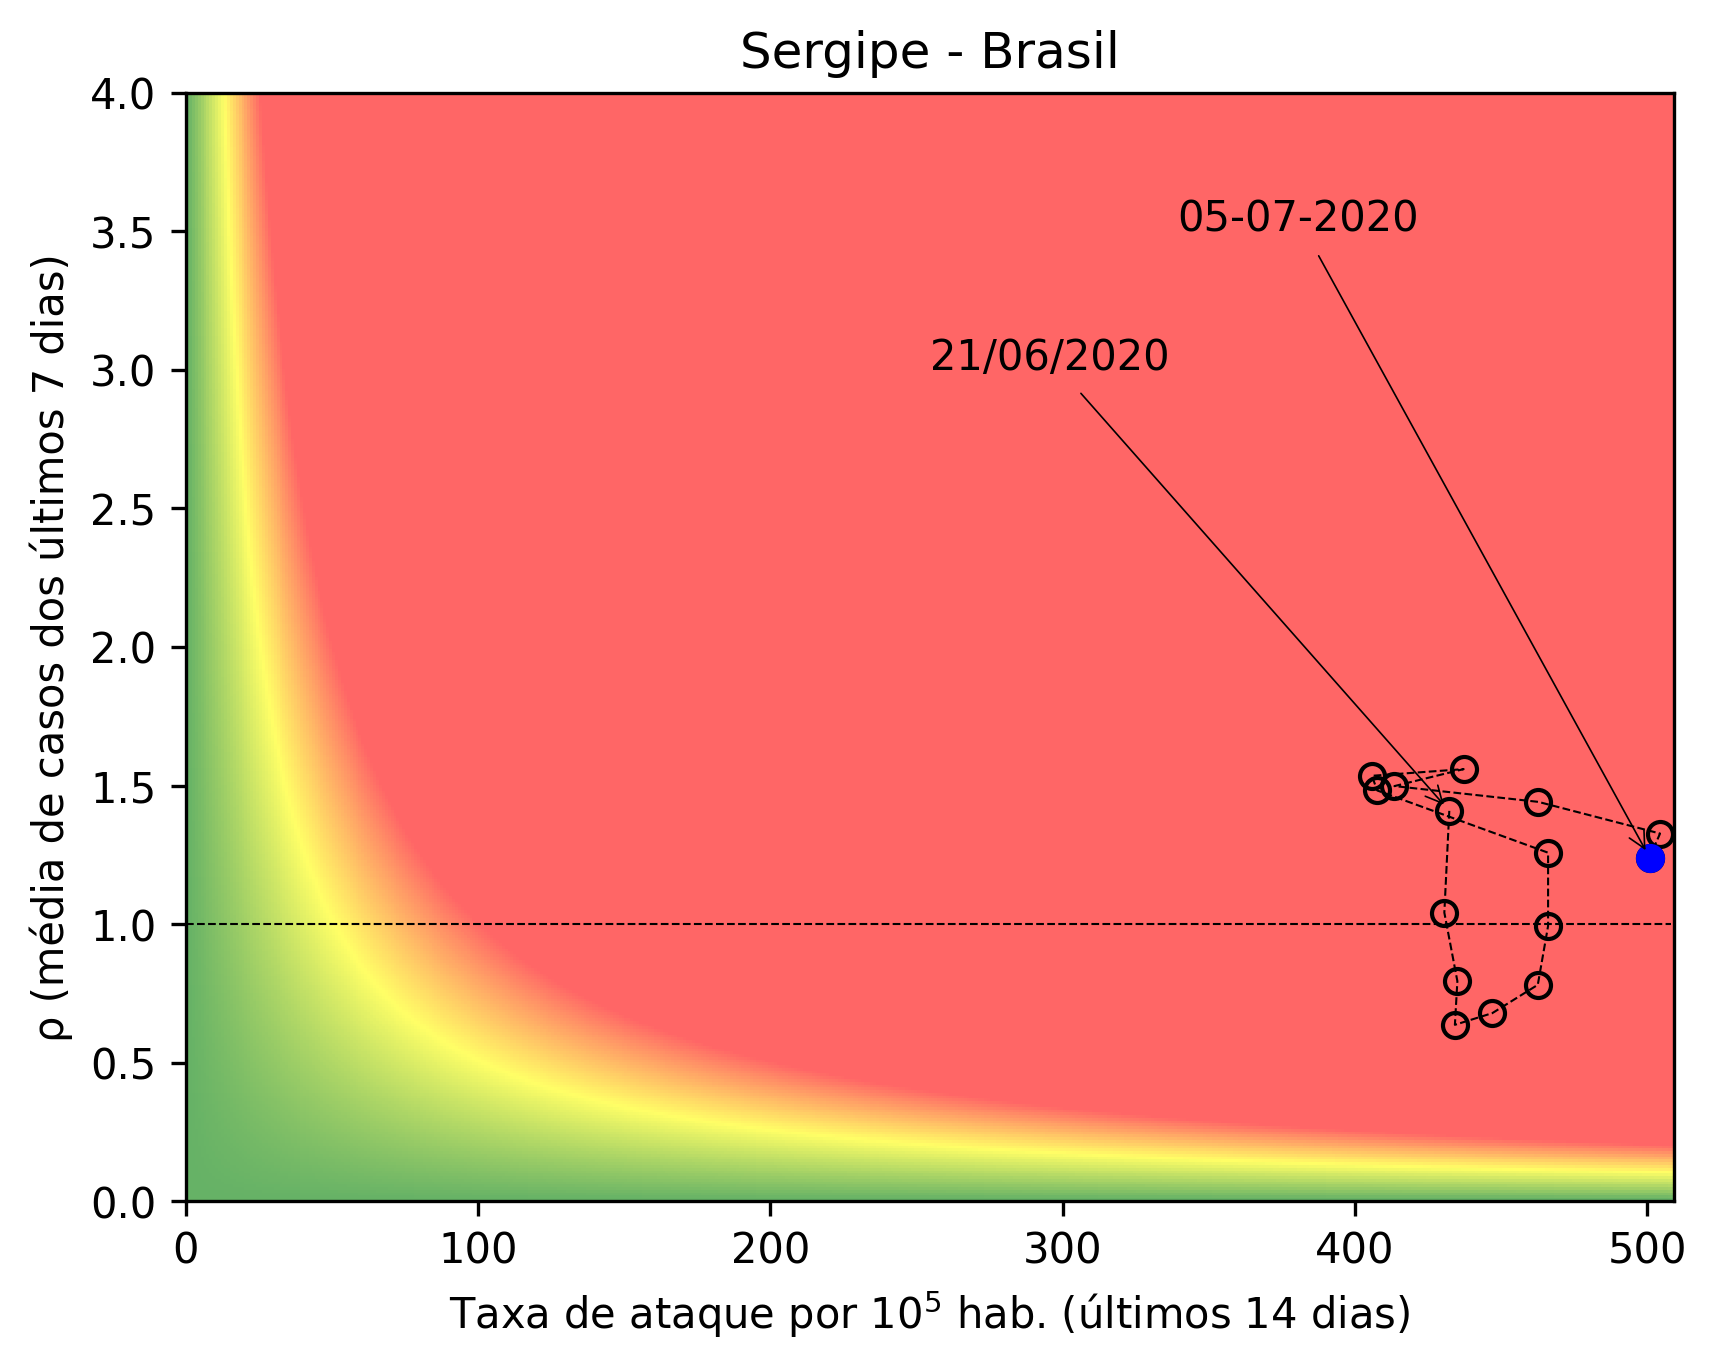 Sergipe - Brasil
4.0
3.5
3.0
2.5
2.0
1.5
1.0
0.5
0.0
ρ (média de casos dos últimos 7 dias)
05-07-2020
21/06/2020
0 100 200 300 400 500
Taxa de ataque por 10⁵ hab. (últimos 14 dias)